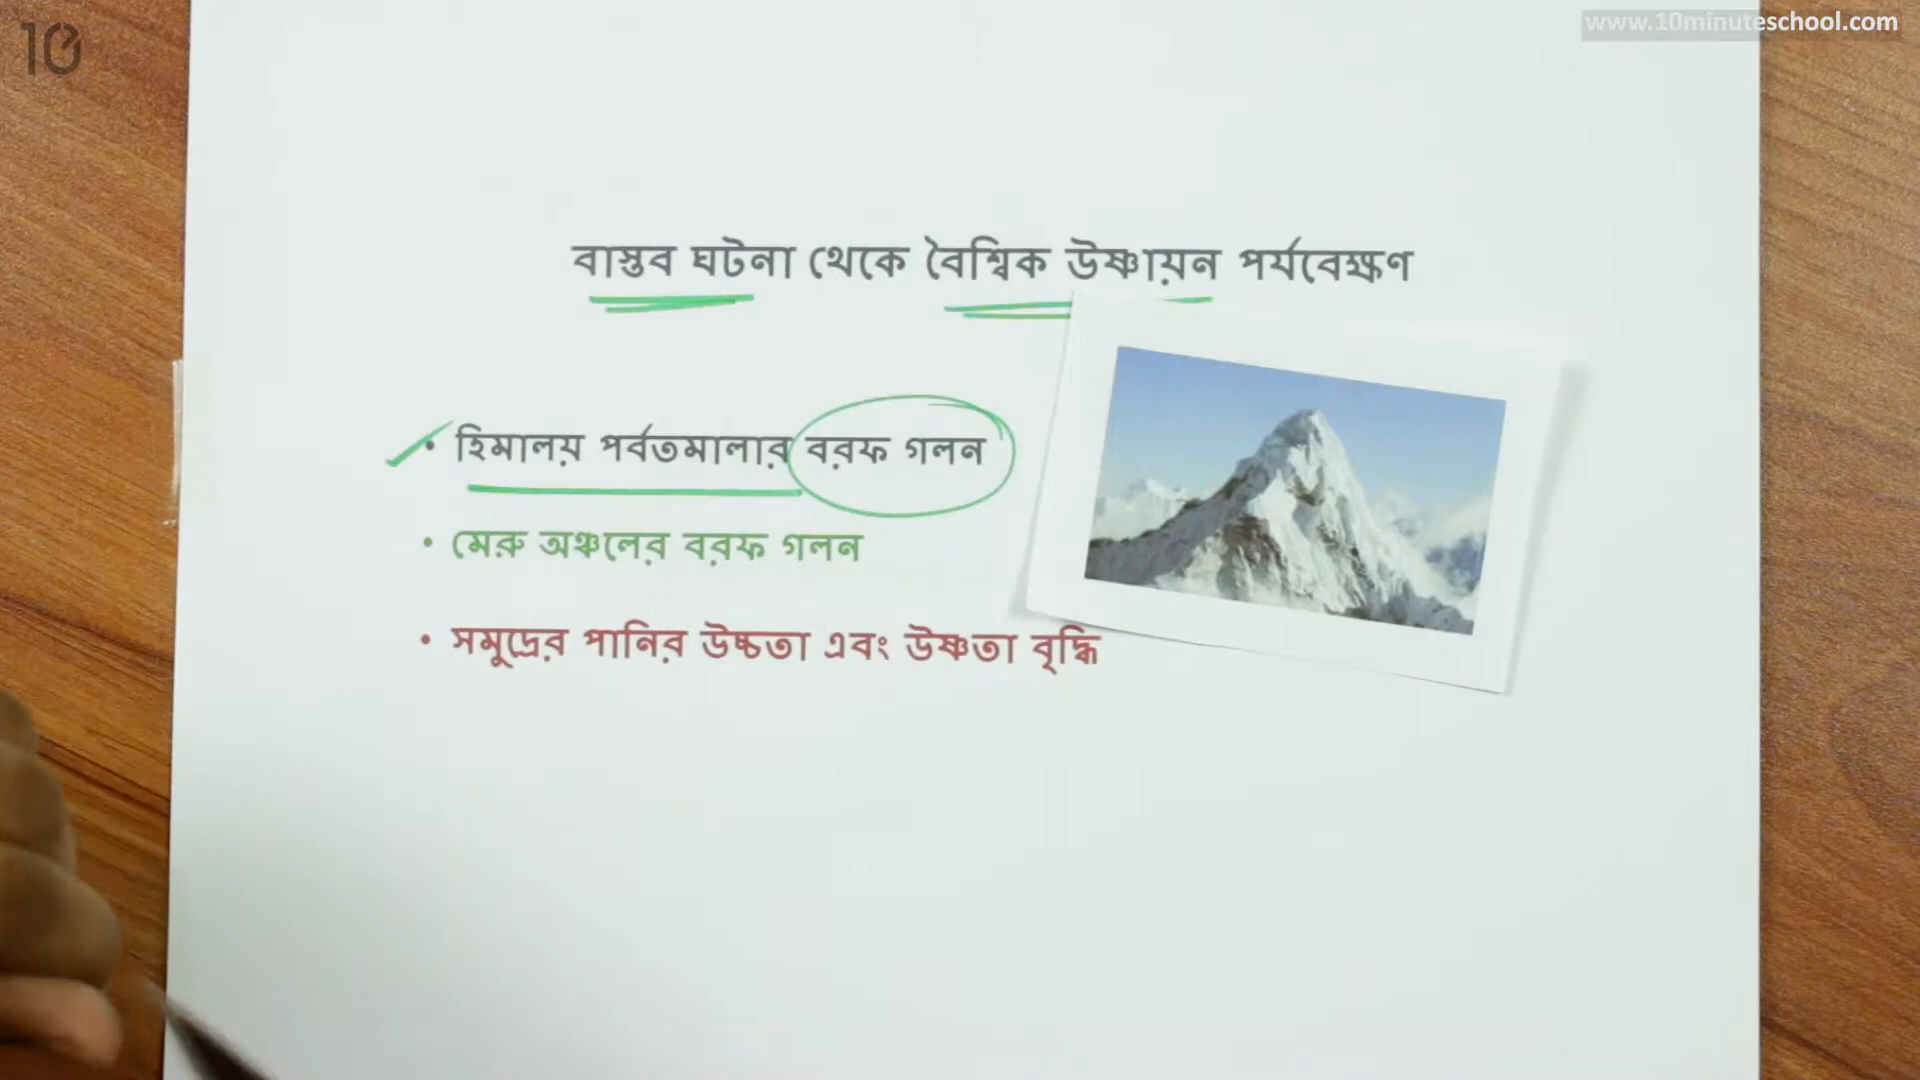 10
www.10minuteschool.com
বাস্তব ঘটনা থেকে বৈশ্বিক উষ্ণায়ন পর্যবেক্ষণ
• হিমালয় পর্বতমালার বরফ গলন
• মেরু অঞ্চলের বরফ গলন
• সমুদ্রের পানির উচ্চতা এবং উষ্ণতা বৃদ্ধি